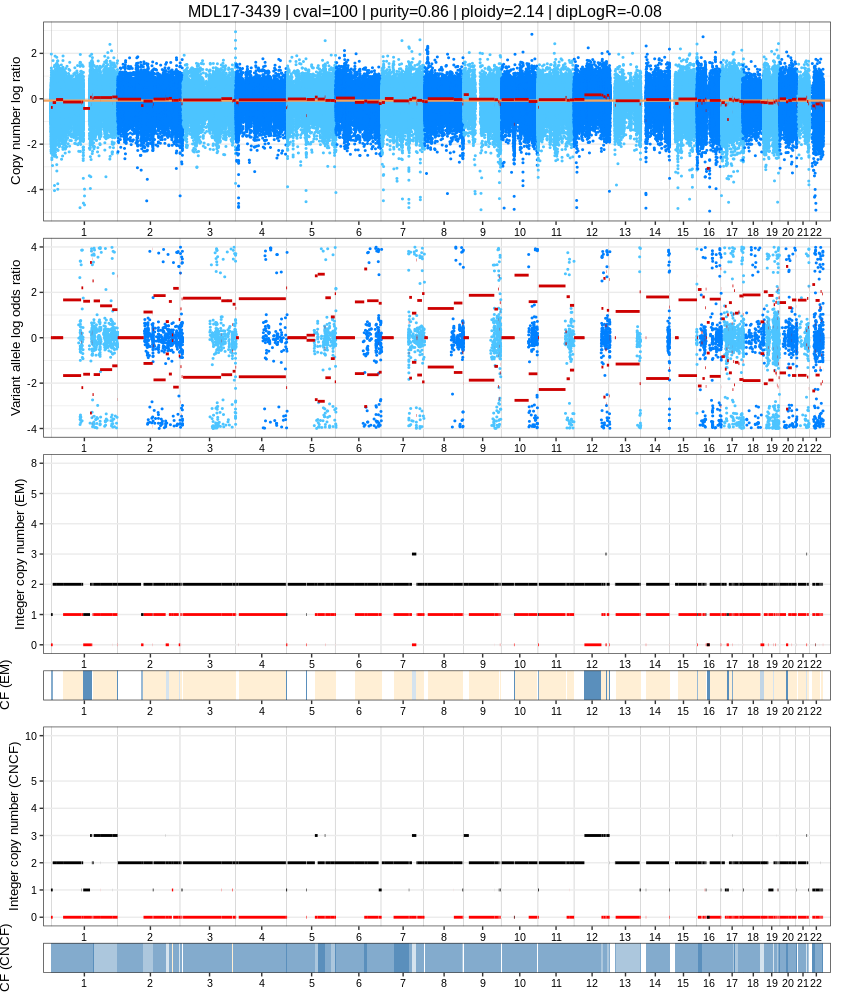 MDL17-3439 | cval=100 | purity=0.86 | ploidy=2.14 | dipLogR=-0.08
Copy number log ratio
2
0
-2
-4
1 2 3 4 5 6 7 8 9 10 11 12 13 14 15 16 17 18 19 20 21 22
Variant allele log odds ratio
4
2
0
-2
-4
1 2 3 4 5 6 7 8 9 10 11 12 13 14 15 16 17 18 19 20 21 22
Integer copy number (EM)
8
5
4
3
2
1
0
1 2 3 4 5 6 7 8 9 10 11 12 13 14 15 16 17 18 19 20 21 22
CF (EM)
1 2 3 4 5 6 7 8 9 10 11 12 13 14 15 16 17 18 19 20 21 22
Integer copy number (CNCF)
10
5
4
3
2
1
0
1 2 3 4 5 6 7 8 9 10 11 12 13 14 15 16 17 18 19 20 21 22
CF (CNCF)
1 2 3 4 5 6 7 8 9 10 11 12 13 14 15 16 17 18 19 20 21 22